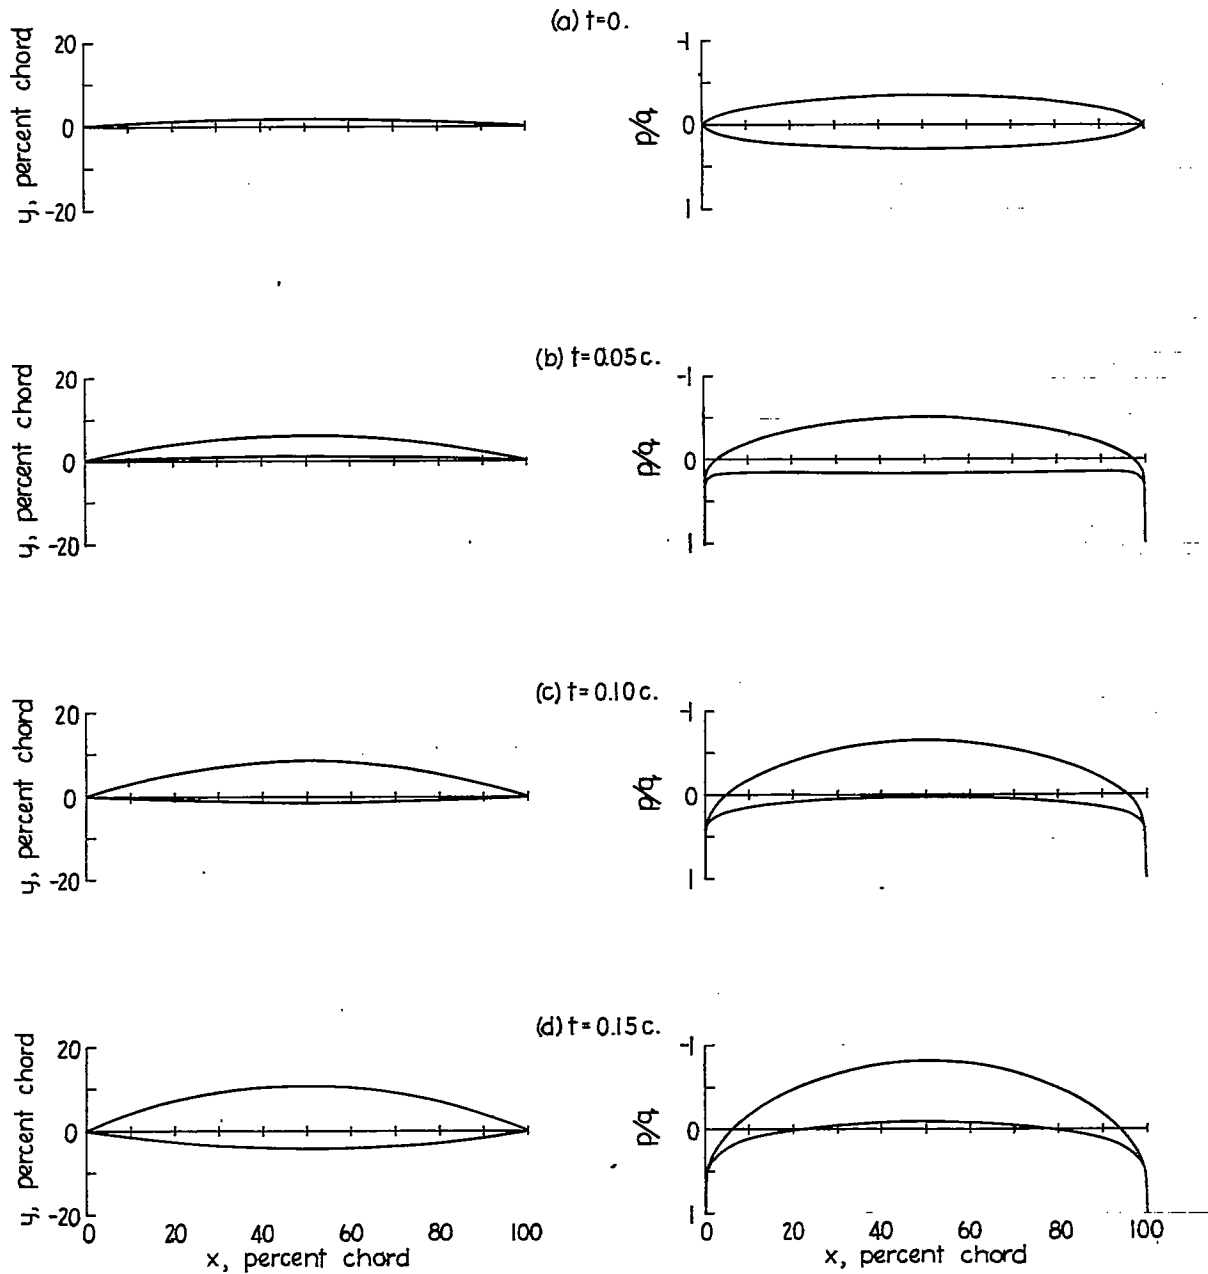 (a) t=0.
y, percent chord
20
0
-20
p/q
-1
0
1
(b) t=0.05c.
y, percent chord
20
0
-20
p/q
-1
0
1
(c) t=0.10c.
y, percent chord
20
0
-20
p/q
-1
0
1
(d) t=0.15c.
y, percent chord
20
0
-20
p/q
-1
0
1
0 20 40 60 80 100
x, percent chord
0 20 40 60 80 100
x, percent chord